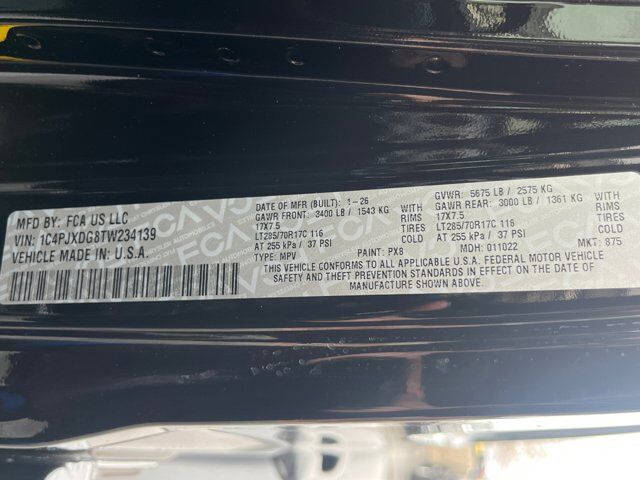 MFD BY: FCA US LLC
VIN: 1C4PJXDG8TW234139
VEHICLE MADE IN: U.S.A.
DATE OF MFR (BUILT): 1-26 GVWR: 5675 LB / 2575 KG
GAWR FRONT: 3400 LB / 1543 KG WITH GAWR REAR: 3000 LB / 1361 KG WITH
17X7.5 RIMS 17X7.5 RIMS
LT285/70R17C 116 TIRES LT285/70R17C 116 TIRES
AT 255 kPa / 37 PSI AT 255 kPa / 37 PSI
TYPE: MPV PAINT: PX8 MDH: 011022 MKT: 875
THIS VEHICLE CONFORMS TO ALL APPLICABLE U.S.A. FEDERAL MOTOR VEHICLE
SAFETY AND THEFT PREVENTION STANDARDS IN EFFECT ON THE DATE OF
MANUFACTURE SHOWN ABOVE.